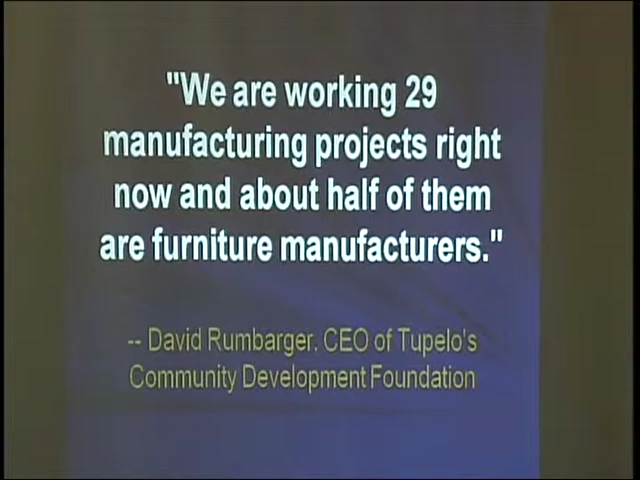 "We are working 29
manufacturing projects right
now and about half of them
are furniture manufacturers."
-- David Rumbarger, CEO of Tupelo's
Community Development Foundation